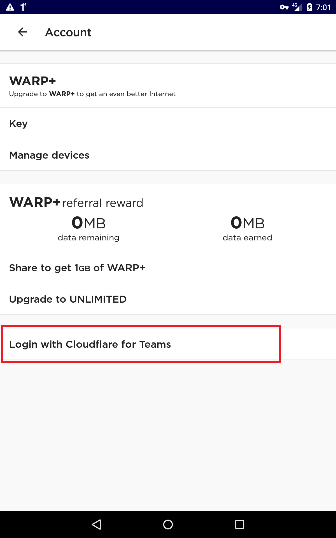 7:01
Account
WARP+
Upgrade to WARP+ to get an even better Internet
Key
Manage devices
WARP+ referral reward
0MB 0MB
data remaining data earned
Share to get 1GB of WARP+
Upgrade to UNLIMITED
Login with Cloudflare for Teams